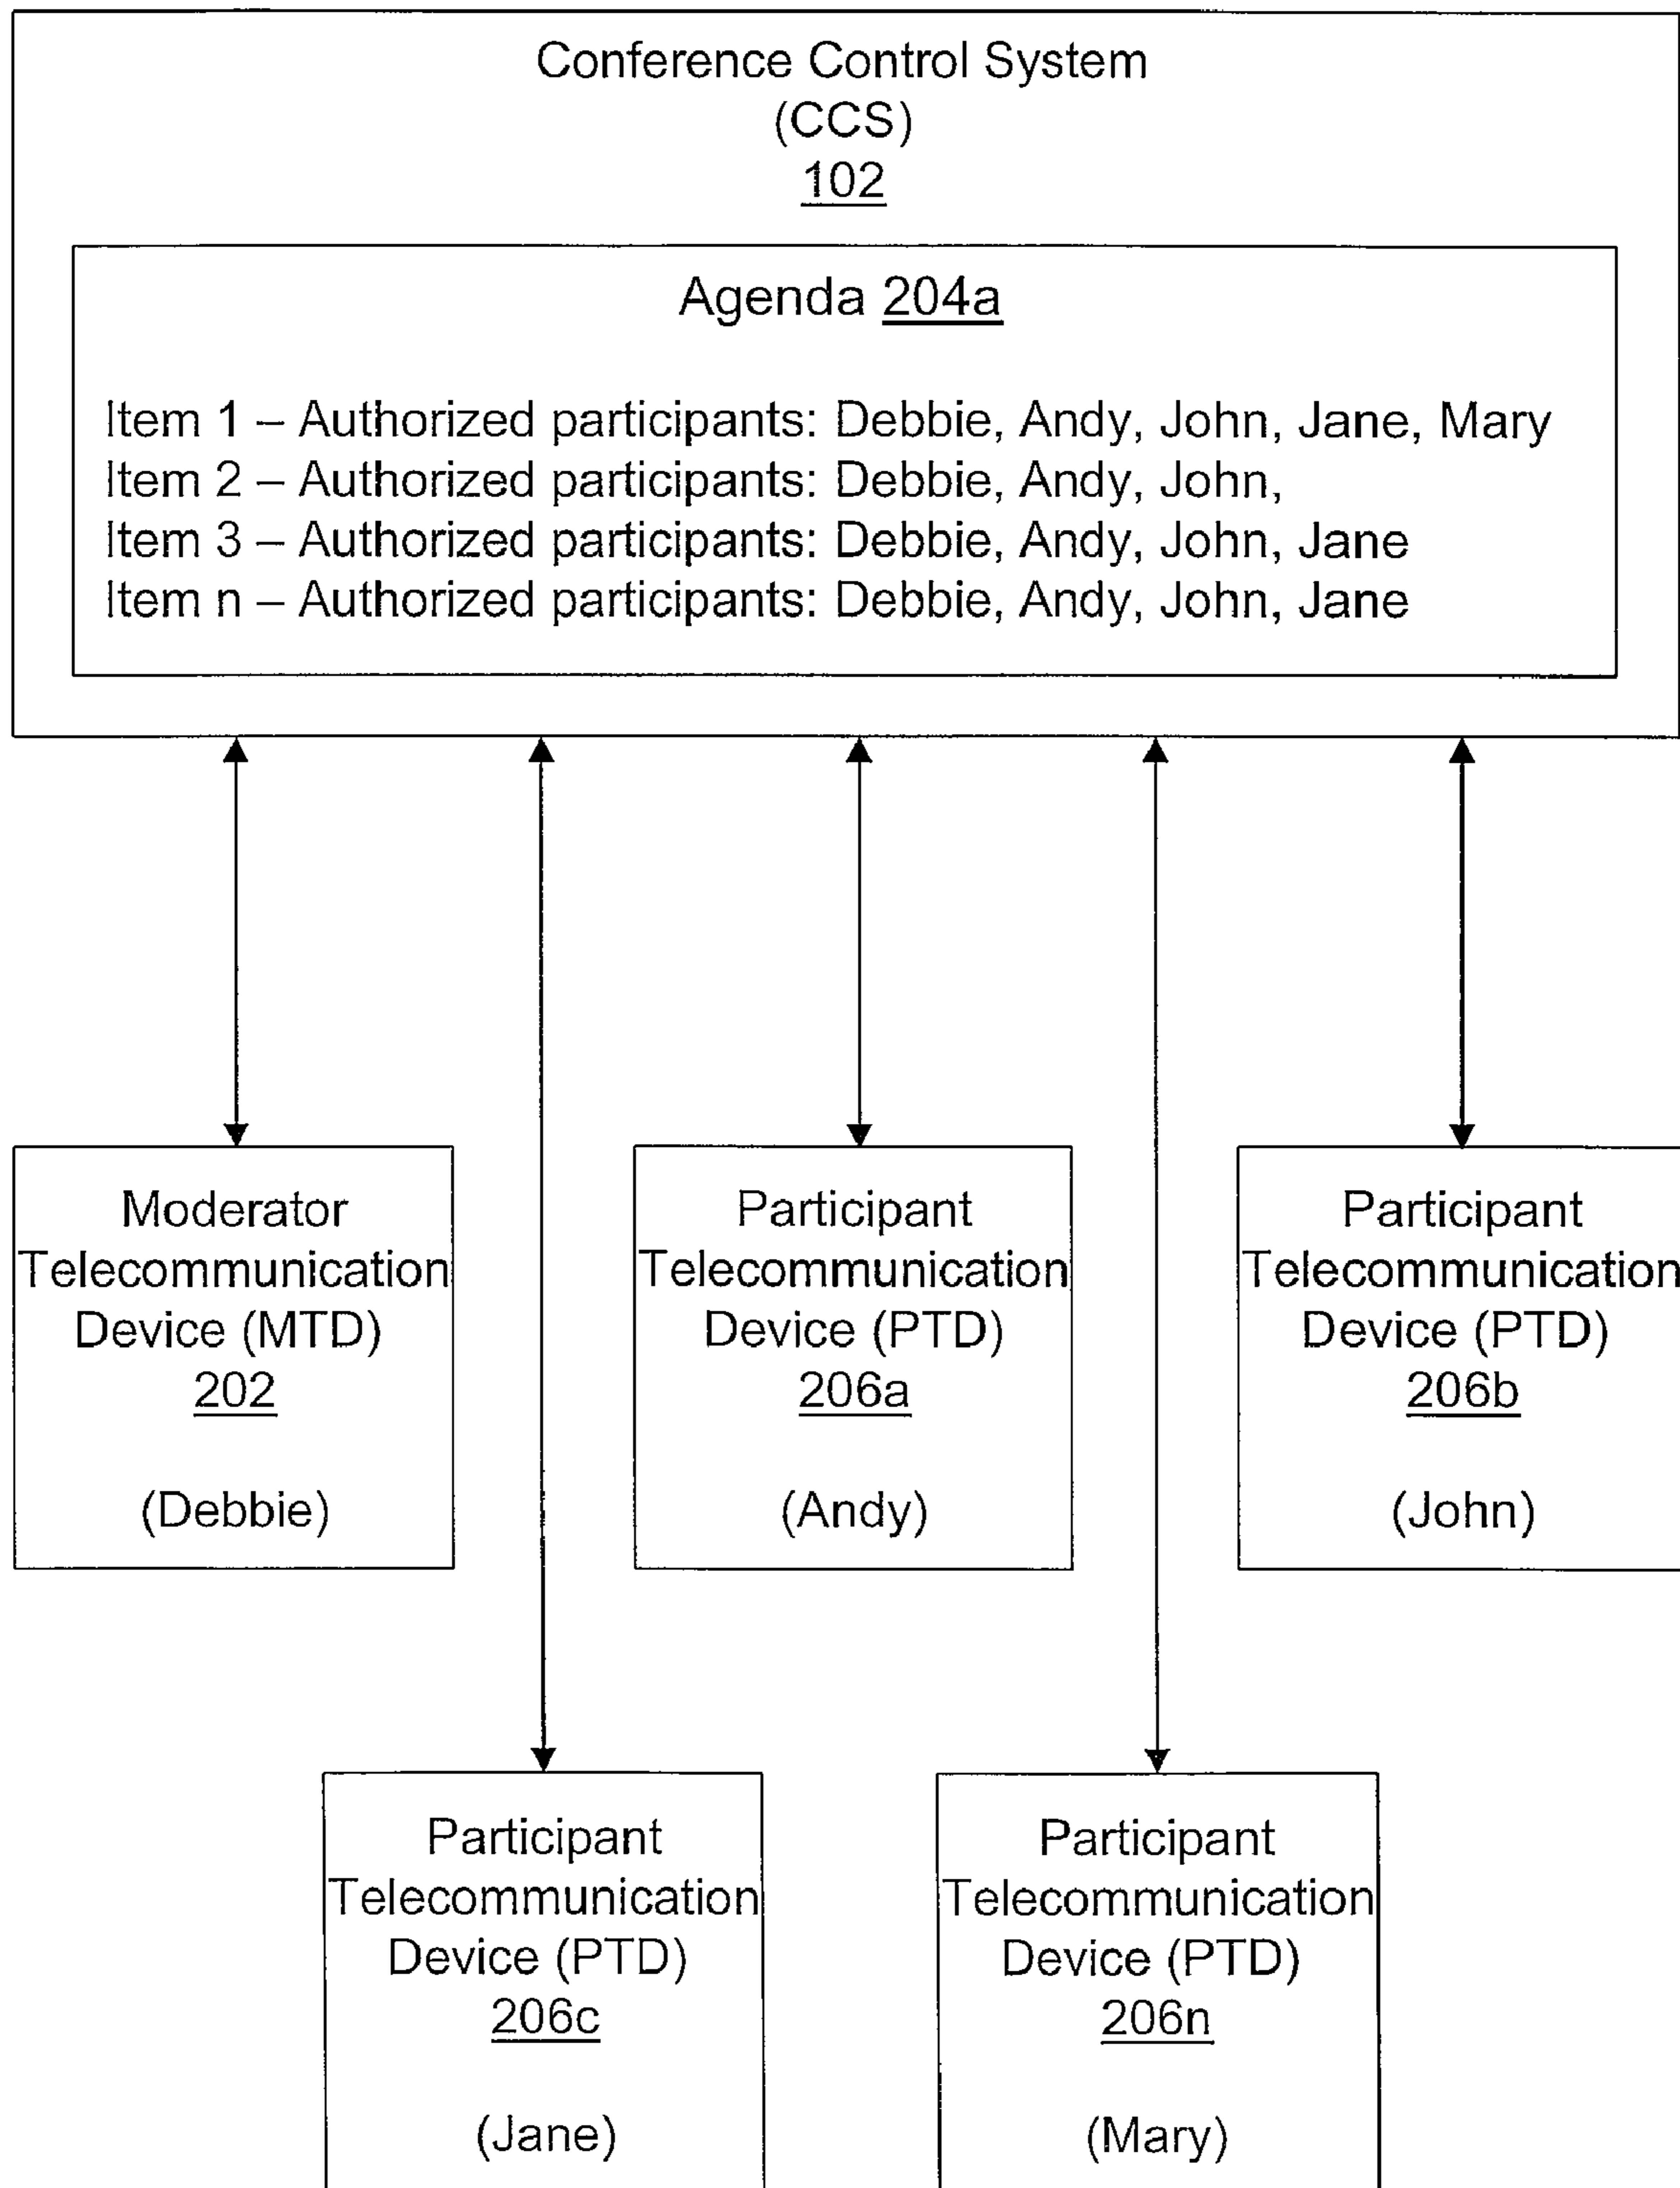 Conference Control System
(CCS)
102
Agenda 204a
Item 1 – Authorized participants: Debbie, Andy, John, Jane, Mary
Item 2 – Authorized participants: Debbie, Andy, John,
Item 3 – Authorized participants: Debbie, Andy, John, Jane
Item n – Authorized participants: Debbie, Andy, John, Jane
Moderator
Telecommunication
Device (MTD)
202
(Debbie)
Participant
Telecommunication
Device (PTD)
206a
(Andy)
Participant
Telecommunication
Device (PTD)
206b
(John)
Participant
Telecommunication
Device (PTD)
206c
(Jane)
Participant
Telecommunication
Device (PTD)
206n
(Mary)